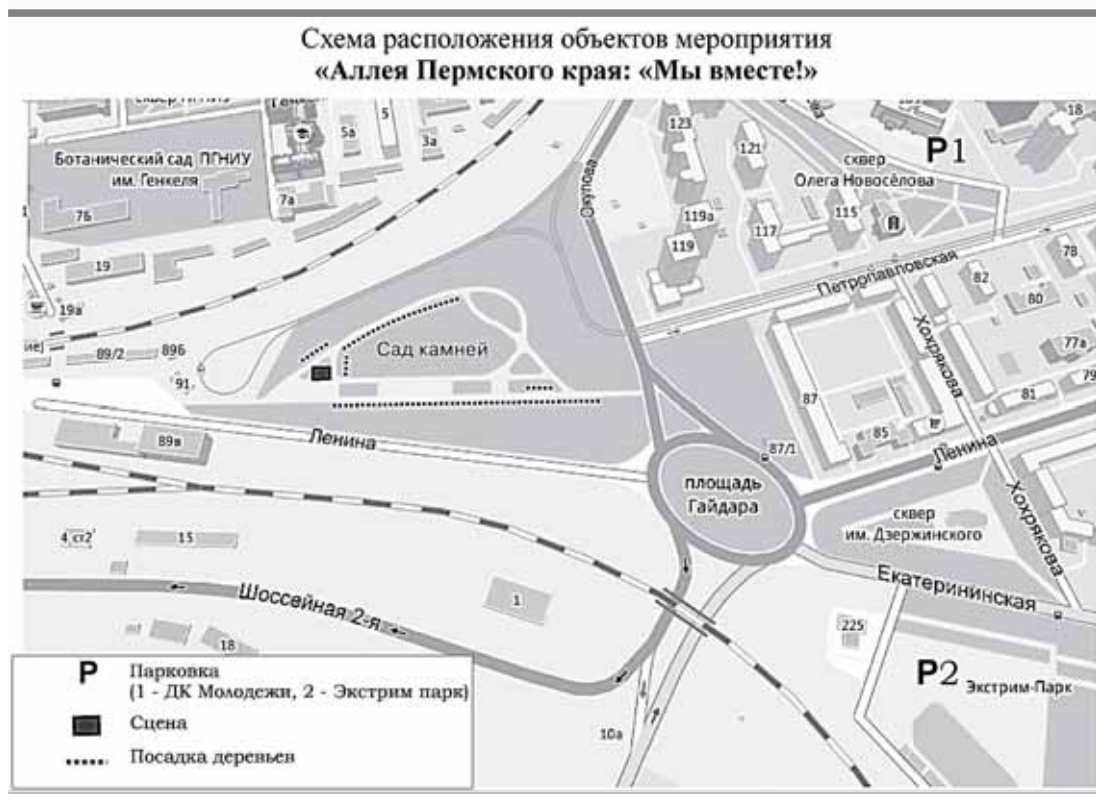 Схема расположения объектов мероприятия
«Аллея Пермского края: «Мы вместе!»
Ботанический сад ПГНИУ
им. Генкеля
7б
7а
5а
5
3а
19
19а
89/2
89б
91
89в
Сад камней
Ленина
Окулова
123
121
119а
119
117
115
Р1
18
сквер
Олега Новосёлова
Петропавловская
82
78
80
77а
79
81
Хохрякова
87
85
87/1
Ленина
площадь
Гайдара
сквер
им. Дзержинского
Хохрякова
Екатерининская
225
Р2
Экстрим-Парк
15
1
Шоссейная 2-я
18
10а
Р Парковка
(1 - ДК Молодежи, 2 - Экстрим парк)
Сцена
Посадка деревьев